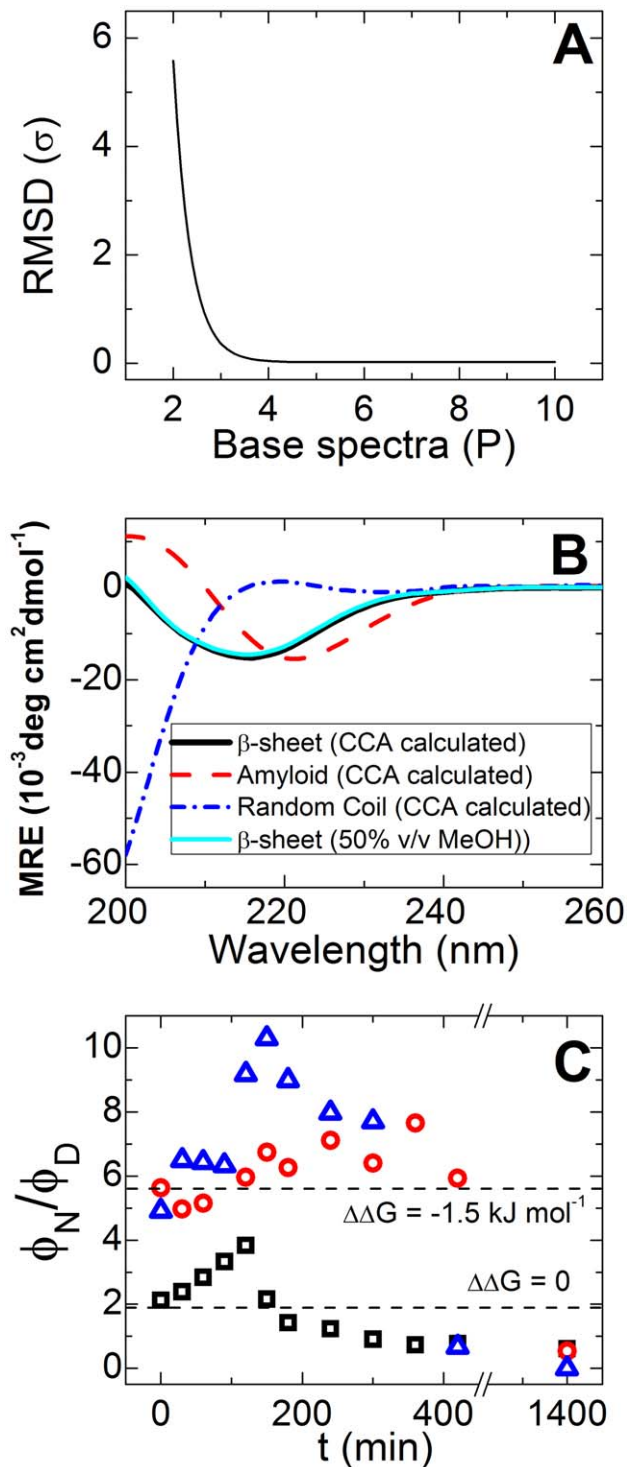 A
6
4
2
0
RMSD (σ)
2 4 6 8 10
Base spectra (P)
B
0
-20
-40
-60
MRE (10⁻³deg cm²dmol⁻¹)
β-sheet (CCA calculated)
Amyloid (CCA calculated)
Random Coil (CCA calculated)
β-sheet (50% v/v MeOH))
200 220 240 260
Wavelength (nm)
C
10
8
6
4
2
0
ϕN/ϕD
ΔΔG = -1.5 kJ mol⁻¹
ΔΔG = 0
0 200 400 1400
t (min)